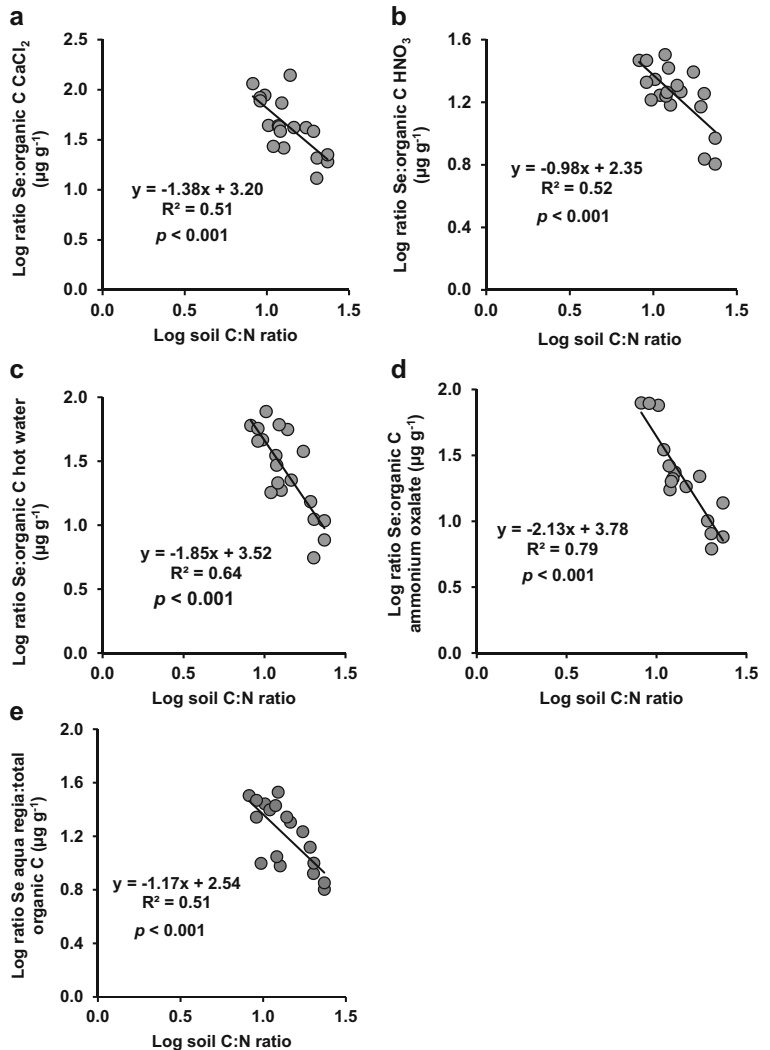 a
Log ratio Se:organic C CaCl₂
(µg g⁻¹)
2.5
2.0
1.5
1.0
0.5
0.0
y = -1.38x + 3.20
R² = 0.51
p < 0.001
0.0 0.5 1.0 1.5
Log soil C:N ratio
b
Log ratio Se:organic C HNO₃
(µg g⁻¹)
1.6
1.2
0.8
0.4
0.0
y = -0.98x + 2.35
R² = 0.52
p < 0.001
0.0 0.5 1.0 1.5
Log soil C:N ratio
c
Log ratio Se:organic C hot water
(µg g⁻¹)
2.0
1.5
1.0
0.5
0.0
y = -1.85x + 3.52
R² = 0.64
p < 0.001
0.0 0.5 1.0 1.5
Log soil C:N ratio
d
Log ratio Se:organic C
ammonium oxalate (µg g⁻¹)
2.0
1.5
1.0
0.5
0.0
y = -2.13x + 3.78
R² = 0.79
p < 0.001
0.0 0.5 1.0 1.5
Log soil C:N ratio
e
Log ratio Se aqua regia:total
organic C (µg g⁻¹)
2.0
1.6
1.2
0.8
0.4
0.0
y = -1.17x + 2.54
R² = 0.51
p < 0.001
0.0 0.5 1.0 1.5
Log soil C:N ratio